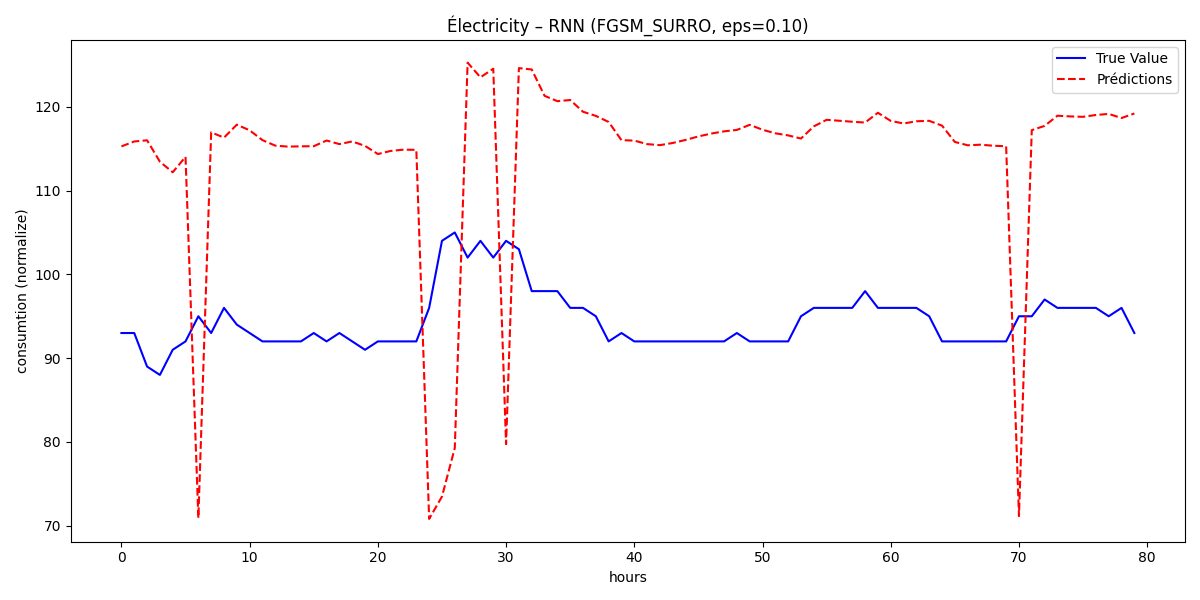 Électricity – RNN (FGSM_SURRO, eps=0.10)
True Value
Prédictions
consumtion (normalize)
120
110
100
90
80
70
0 10 20 30 40 50 60 70 80
hours